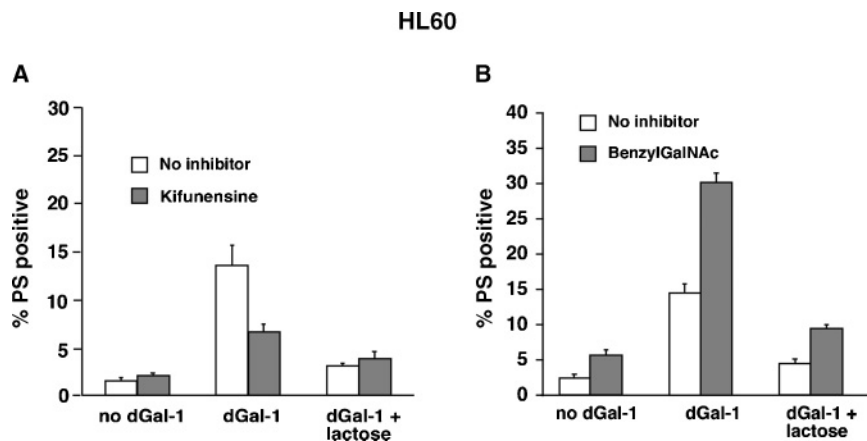 HL60
A
% PS positive
30
25
20
15
10
5
0
No inhibitor
Kifunensine
no dGal-1
dGal-1
dGal-1 +
lactose
B
% PS positive
40
35
30
25
20
15
10
5
0
No inhibitor
BenzylGalNAc
no dGal-1
dGal-1
dGal-1 +
lactose